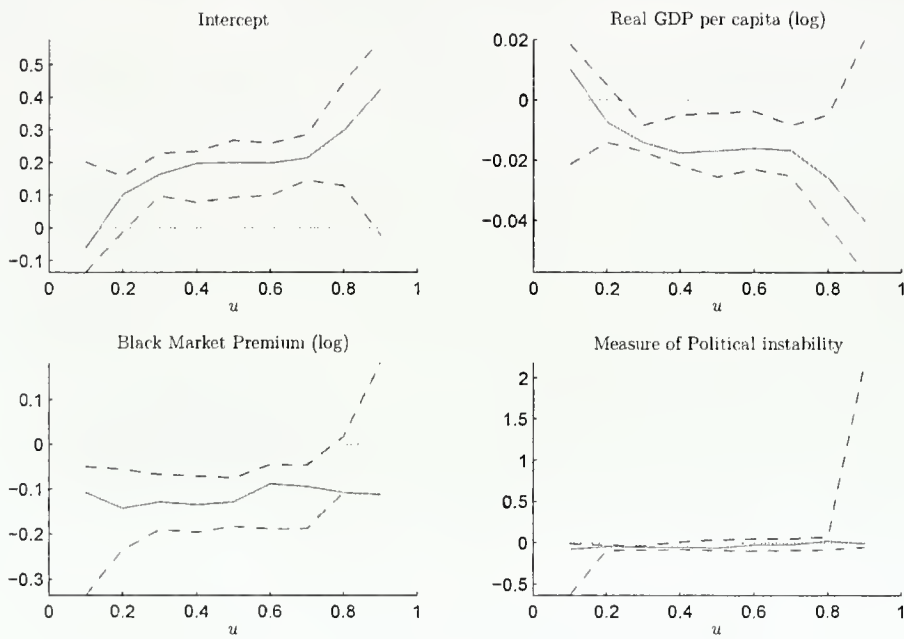 Intercept
0.5
0.4
0.3
0.2
0.1
0
−0.1
0 0.2 0.4 0.6 0.8 1
u
Real GDP per capita (log)
0.02
0
−0.02
−0.04
0 0.2 0.4 0.6 0.8 1
u
Black Market Premium (log)
0.1
0
−0.1
−0.2
−0.3
0 0.2 0.4 0.6 0.8 1
u
Measure of Political instability
2
1.5
1
0.5
0
−0.5
0 0.2 0.4 0.6 0.8 1
u